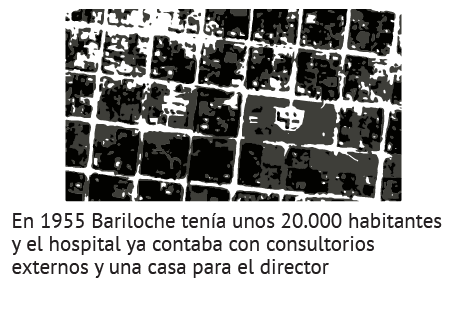 En 1955 Bariloche tenía unos 20.000 habitantes
y el hospital ya contaba con consultorios
externos y una casa para el director